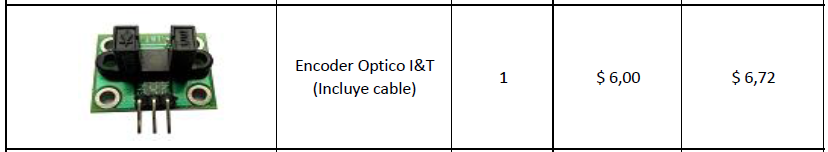 Encoder Optico I&T
(Incluye cable)
1
$ 6,00
$ 6,72